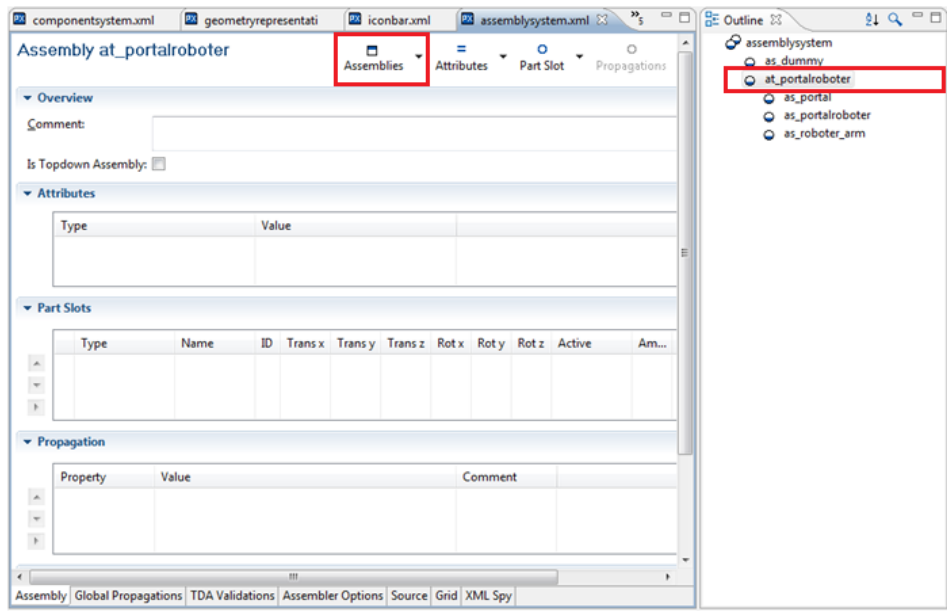 componentsystem.xml geometryrepresentati iconbar.xml assemblysystem.xml »5 Outline
Assembly at_portalroboter Assemblies Attributes Part Slot Propagations
Overview
Comment:
Is Topdown Assembly:
Attributes
Type Value
Part Slots
Type Name ID Trans x Trans y Trans z Rot x Rot y Rot z Active Am...
Propagation
Property Value Comment
Assembly Global Propagations TDA Validations Assembler Options Source Grid XML Spy
assemblysystem
as_dummy
at_portalroboter
as_portal
as_portalroboter
as_roboter_arm